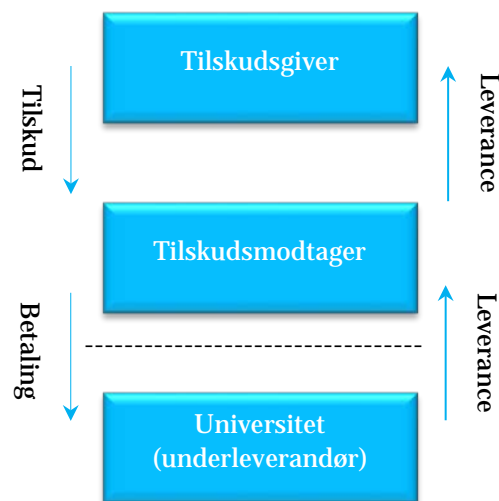 Tilskudsgiver
Tilskud
Leverance
Tilskudsmodtager
Betaling
Leverance
Universitet
(underleverandør)